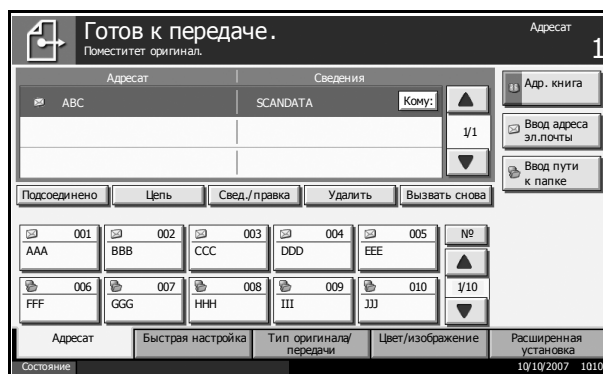 Готов к передаче.
Поместитет оригинал.
Адресат
1
Адресат Сведения
ABC SCANDATA Кому:
1/1
Адр. книга
Ввод адреса
эл.почты
Ввод пути
к папке
Подсоединено Цепь Свед./правка Удалить Вызвать снова
001 002 003 004 005 №
AAA BBB CCC DDD EEE
006 007 008 009 010 1/10
FFF GGG HHH III JJJ
Адресат Быстрая настройка Тип оригинала/
передачи Цвет/изображение Расширенная
установка
Состояние 10/10/2007 1010